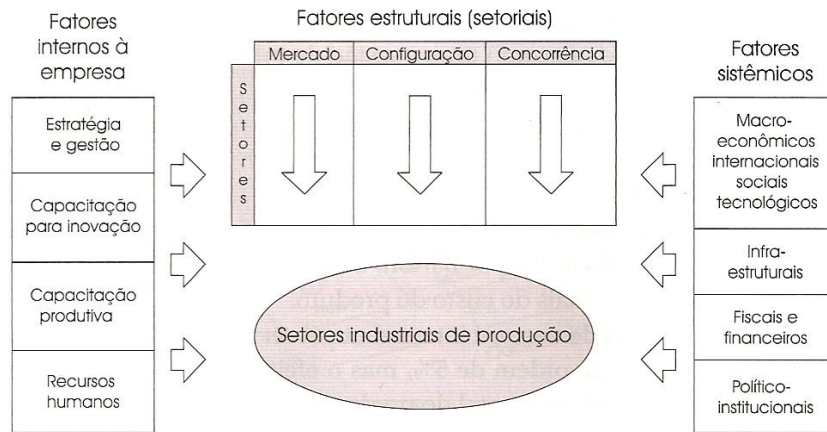 Fatores
internos à
empresa
Estratégia
e gestão
Capacitação
para inovação
Capacitação
produtiva
Recursos
humanos
Fatores estruturais (setoriais)
Mercado
Configuração
Concorrência
Setores
Setores industriais de produção
Fatores
sistêmicos
Macro-
econômicos
internacionais
sociais
tecnológicos
Infra-
estruturais
Fiscais e
financeiros
Político-
institucionais